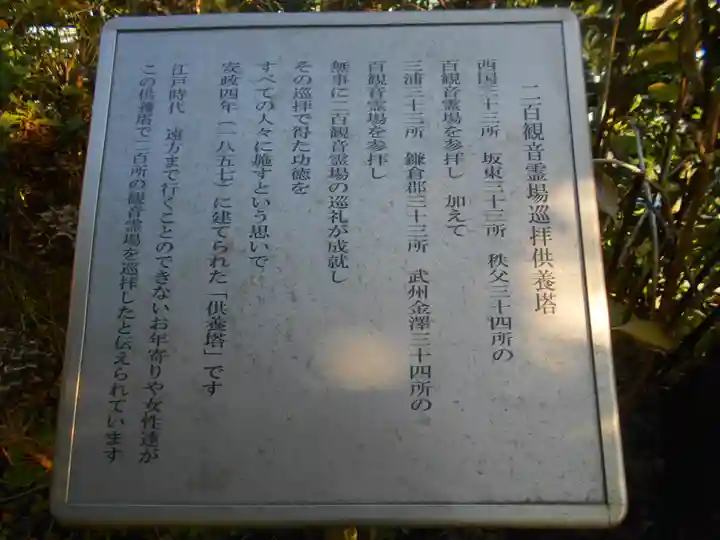 二百観音霊場巡拝供養塔
西国三十三所 坂東三十三所 秩父三十四所の
百観音霊場を参拝し 加えて
三浦三十三所 鎌倉郡三十三所 武州金澤三十四所の
百観音霊場を参拝し
無事に二百観音霊場の巡礼が成就し
その巡拝で得た功徳を
すべての人々に施すという思いで
安政四年(一八五七)に建てられた「供養塔」です
江戸時代 遠方まで行くことのできないお年寄りや女性達が
この供養塔で二百所の観音霊場を巡拝したと伝えられています